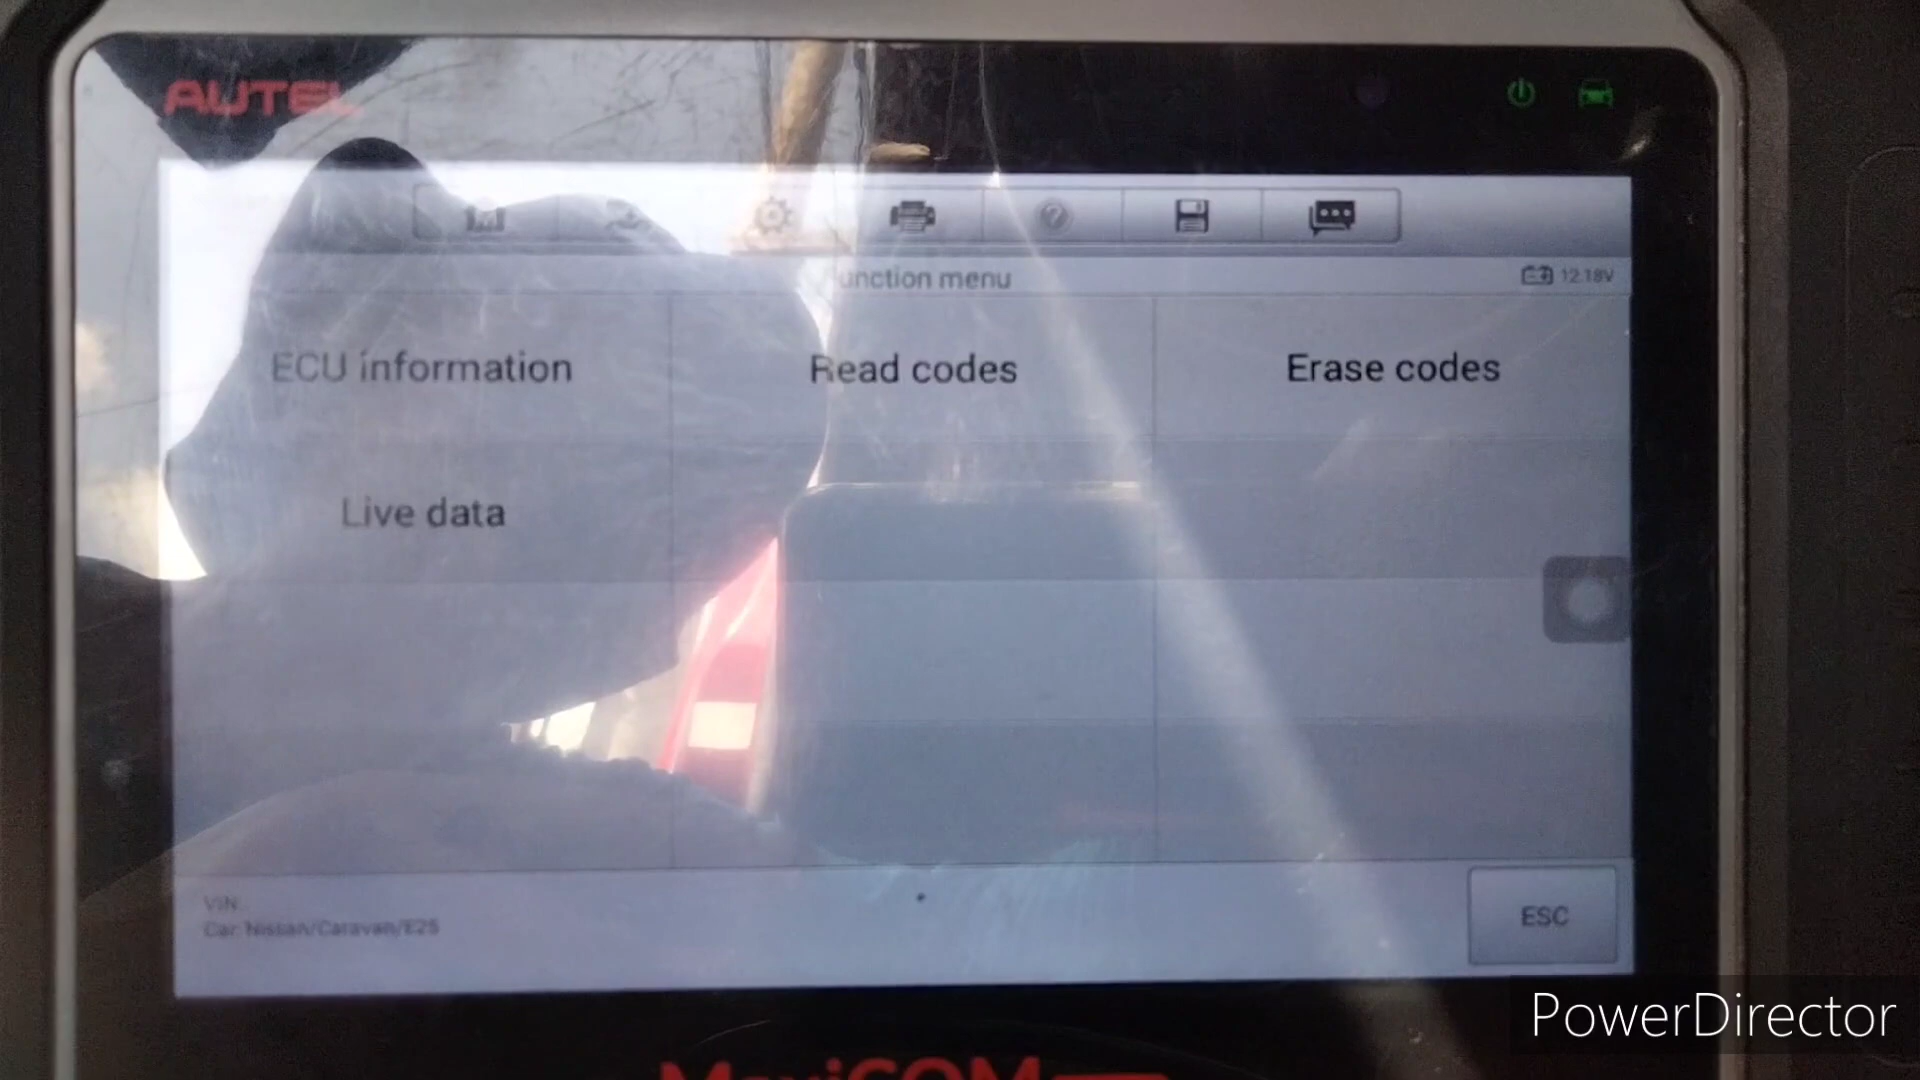 AUTEL
unction menu
12.18V
ECU information
Read codes
Erase codes
Live data
VIN:
Car: Nissan/Caravan/E25
ESC
PowerDirector
MaxiCOM